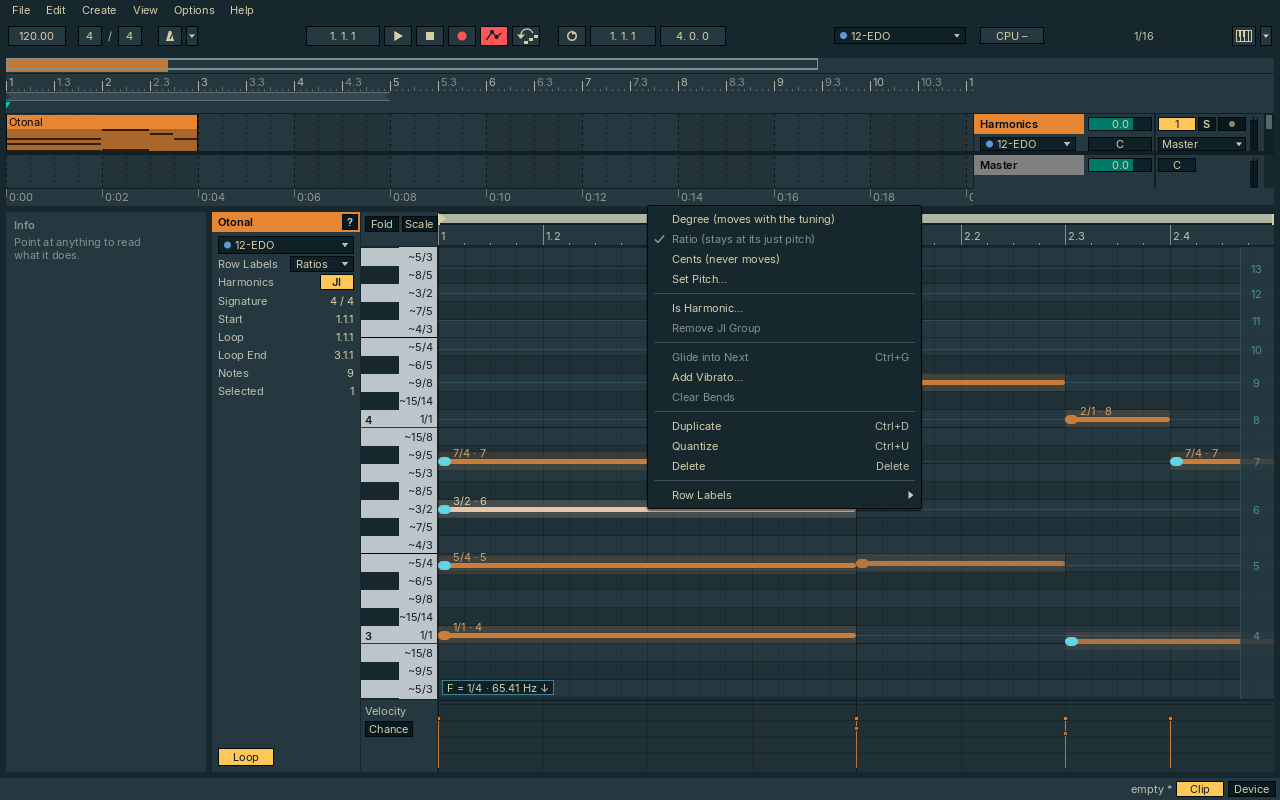 File Edit Create View Options Help
120.00 4 / 4 1. 1. 1 1. 1. 1 4. 0. 0 12-EDO CPU – 1/16
1 1.3 2 2.3 3 3.3 4 4.3 5 5.3 6 6.3 7 7.3 8 8.3 9 9.3 10 10.3 1
Otonal Harmonics 0.0 1 S
12-EDO C Master
Master 0.0 C
0:00 0:02 0:04 0:06 0:08 0:10 0:12 0:14 0:16 0:18
Info
Point at anything to read
what it does.
Otonal ?
12-EDO
Row Labels Ratios
Harmonics JI
Signature 4 / 4
Start 1.1.1
Loop 1.1.1
Loop End 3.1.1
Notes 9
Selected 1
Loop
Fold Scale
1 1.2 2.2 2.3 2.4
~5/3
~8/5
~3/2
~7/5
~4/3
~5/4
~6/5
~9/8
~15/14
4 1/1
~15/8
~9/5
~5/3
~8/5
~3/2
~7/5
~4/3
~5/4
~6/5
~9/8
~15/14
3 1/1
~15/8
~9/5
~5/3
7/4 · 7
3/2 · 6
5/4 · 5
1/1 · 4
2/1 · 8
7/4 · 7
F = 1/4 · 65.41 Hz ↓
13
12
11
10
9
8
7
6
5
4
Degree (moves with the tuning)
Ratio (stays at its just pitch)
Cents (never moves)
Set Pitch...
Is Harmonic...
Remove JI Group
Glide into Next Ctrl+G
Add Vibrato...
Clear Bends
Duplicate Ctrl+D
Quantize Ctrl+U
Delete Delete
Row Labels
Velocity
Chance
empty * Clip Device